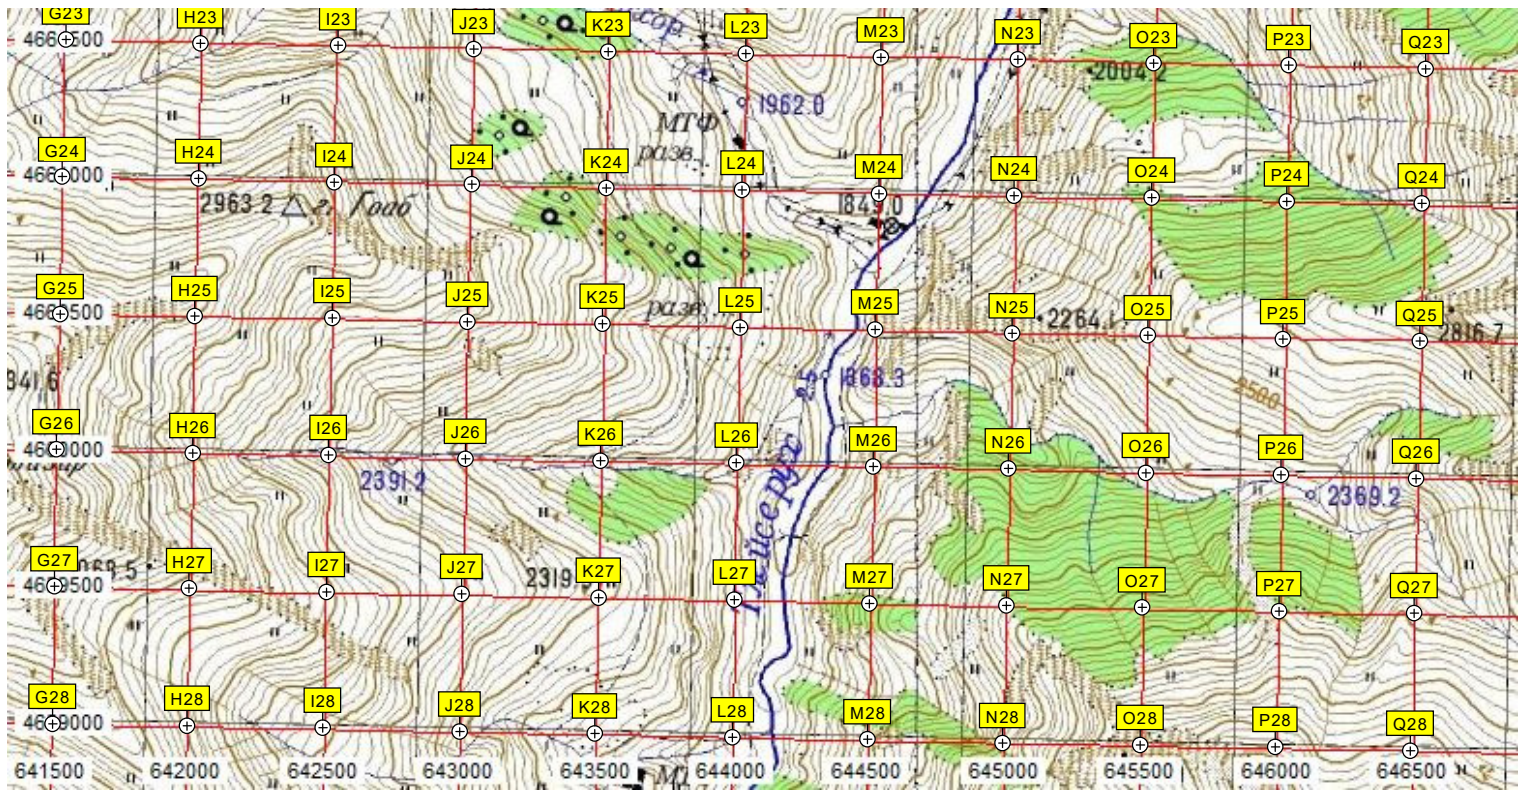 G23 H23 I23 J23 K23 L23 M23 N23 O23 P23 Q23
2004.2
1962.0
МТФ
разв.
G24 H24 I24 J24 K24 L24 M24 N24 O24 P24 Q24
2963.2 г. Гоаб
G25 H25 I25 J25 K25 L25 M25 N25 O25 P25 Q25
разв.
2264.1
2816.7
1868.3
2500
G26 H26 I26 J26 K26 L26 M26 N26 O26 P26 Q26
2391.2
2369.2
G27 H27 I27 J27 K27 L27 M27 N27 O27 P27 Q27
G28 H28 I28 J28 K28 L28 M28 N28 O28 P28 Q28
641500 642000 642500 643000 643500 644000 644500 645000 645500 646000 646500